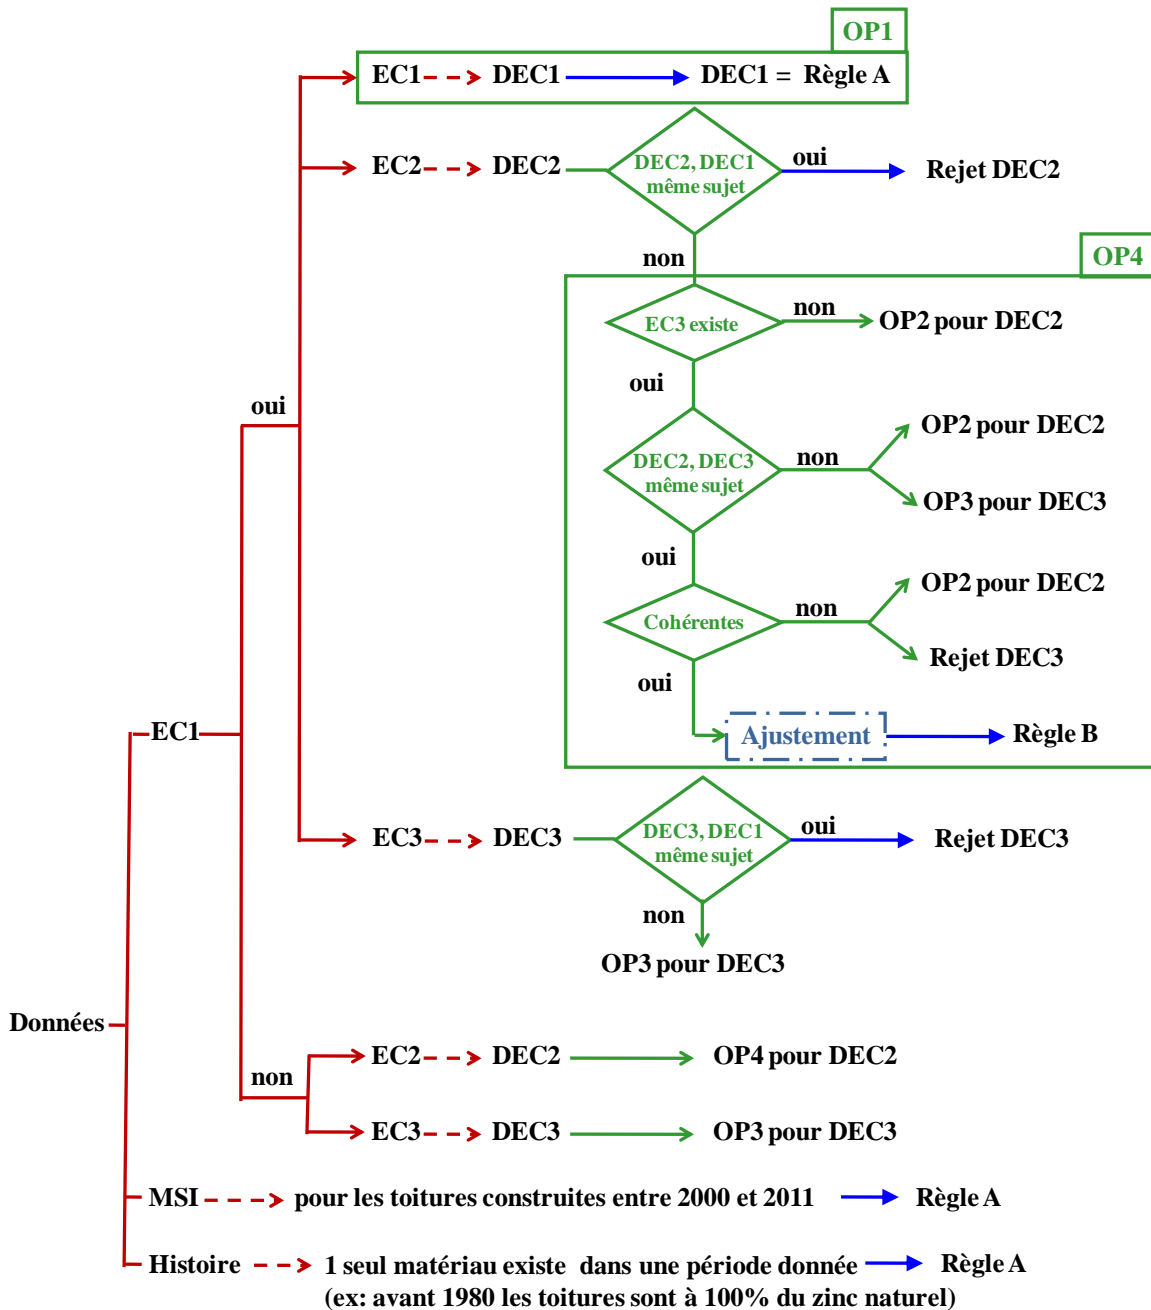 OP1
EC1 DEC1 DEC1 = Règle A
EC2 DEC2 DEC2, DEC1 oui Rejet DEC2
même sujet
non
OP4
EC3 existe non OP2 pour DEC2
oui
oui
DEC2, DEC3 non OP2 pour DEC2
même sujet
OP3 pour DEC3
oui
Cohérentes non OP2 pour DEC2
Rejet DEC3
oui
EC1
Ajustement Règle B
EC3 DEC3 DEC3, DEC1 oui Rejet DEC3
même sujet
non
OP3 pour DEC3
Données
non
EC2 DEC2 OP4 pour DEC2
EC3 DEC3 OP3 pour DEC3
MSI pour les toitures construites entre 2000 et 2011 Règle A
Histoire 1 seul matériau existe dans une période donnée Règle A
(ex: avant 1980 les toitures sont à 100% du zinc naturel)